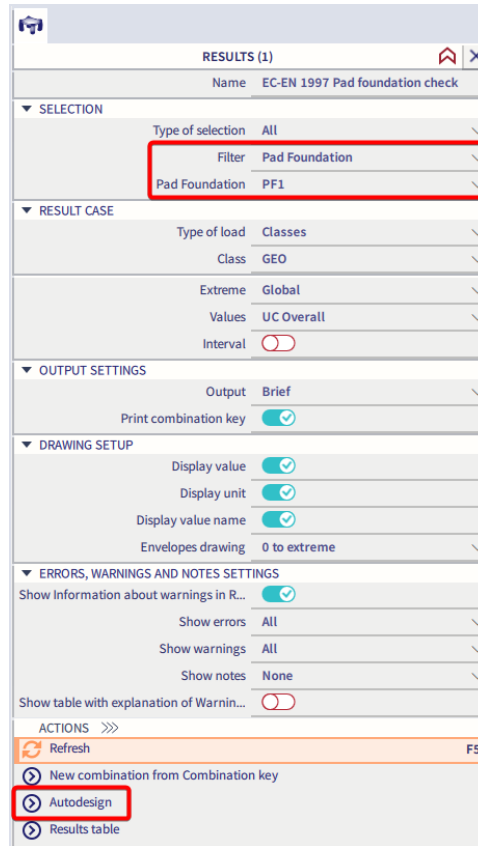 RESULTS (1)
Name EC-EN 1997 Pad foundation check
SELECTION
Type of selection All
Filter Pad Foundation
Pad Foundation PF1
RESULT CASE
Type of load Classes
Class GEO
Extreme Global
Values UC Overall
Interval
OUTPUT SETTINGS
Output Brief
Print combination key
DRAWING SETUP
Display value
Display unit
Display value name
Envelopes drawing 0 to extreme
ERRORS, WARNINGS AND NOTES SETTINGS
Show Information about warnings in R...
Show errors All
Show warnings All
Show notes None
Show table with explanation of Warnin...
ACTIONS >>>
Refresh F5
New combination from Combination key
Autodesign
Results table